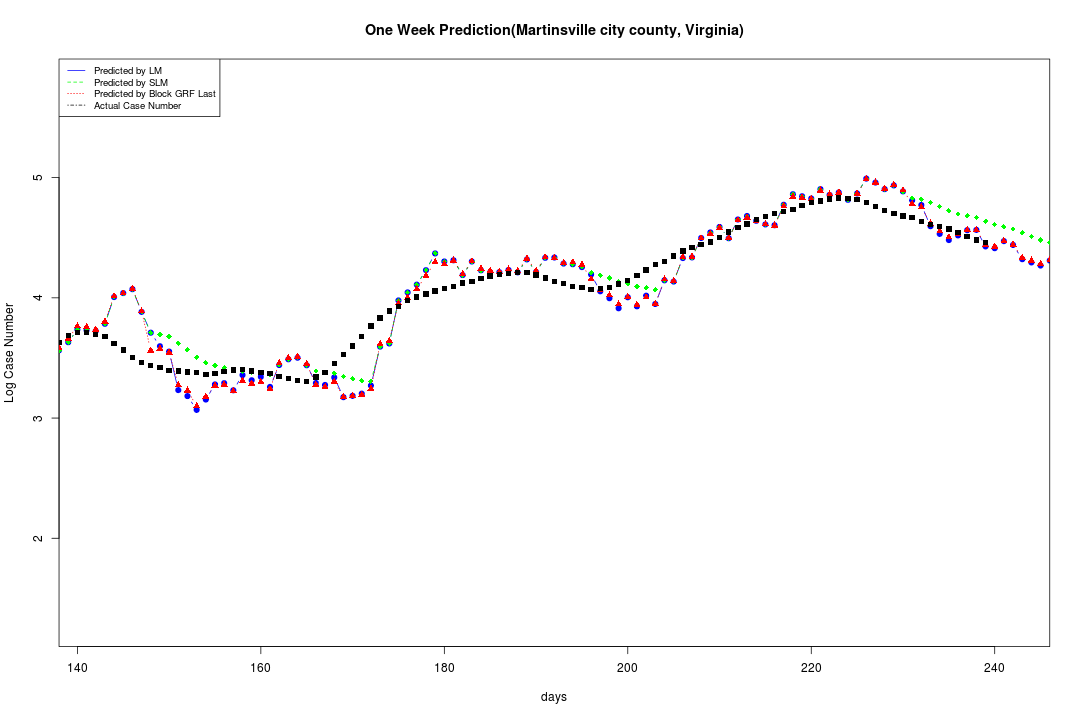 One Week Prediction(Martinsville city county, Virginia)
Predicted by LM
Predicted by SLM
Predicted by Block GRF Last
Actual Case Number
Log Case Number
5
4
3
2
140 160 180 200 220 240
days